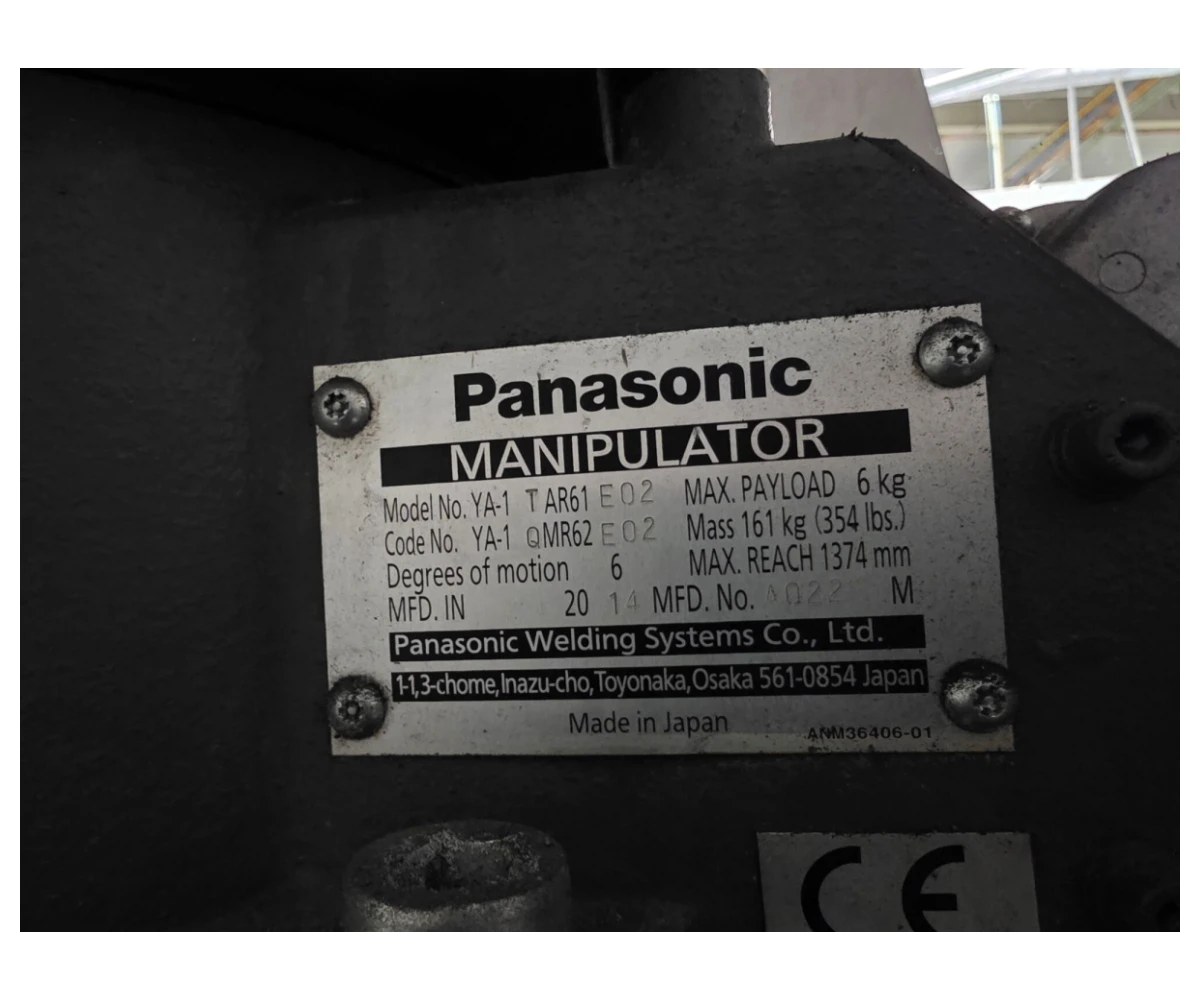 Panasonic
MANIPULATOR
Model No. YA-1 T AR61 E02 MAX. PAYLOAD 6 kg
Code No. YA-1 QMR62 E02 Mass 161 kg (354 lbs.)
Degrees of motion 6 MAX. REACH 1374 mm
MFD. IN 20 14 MFD. No. M
Panasonic Welding Systems Co., Ltd.
1-1,3-chome,Inazu-cho,Toyonaka,Osaka 561-0854 Japan
Made in Japan ANM36406-01
CE